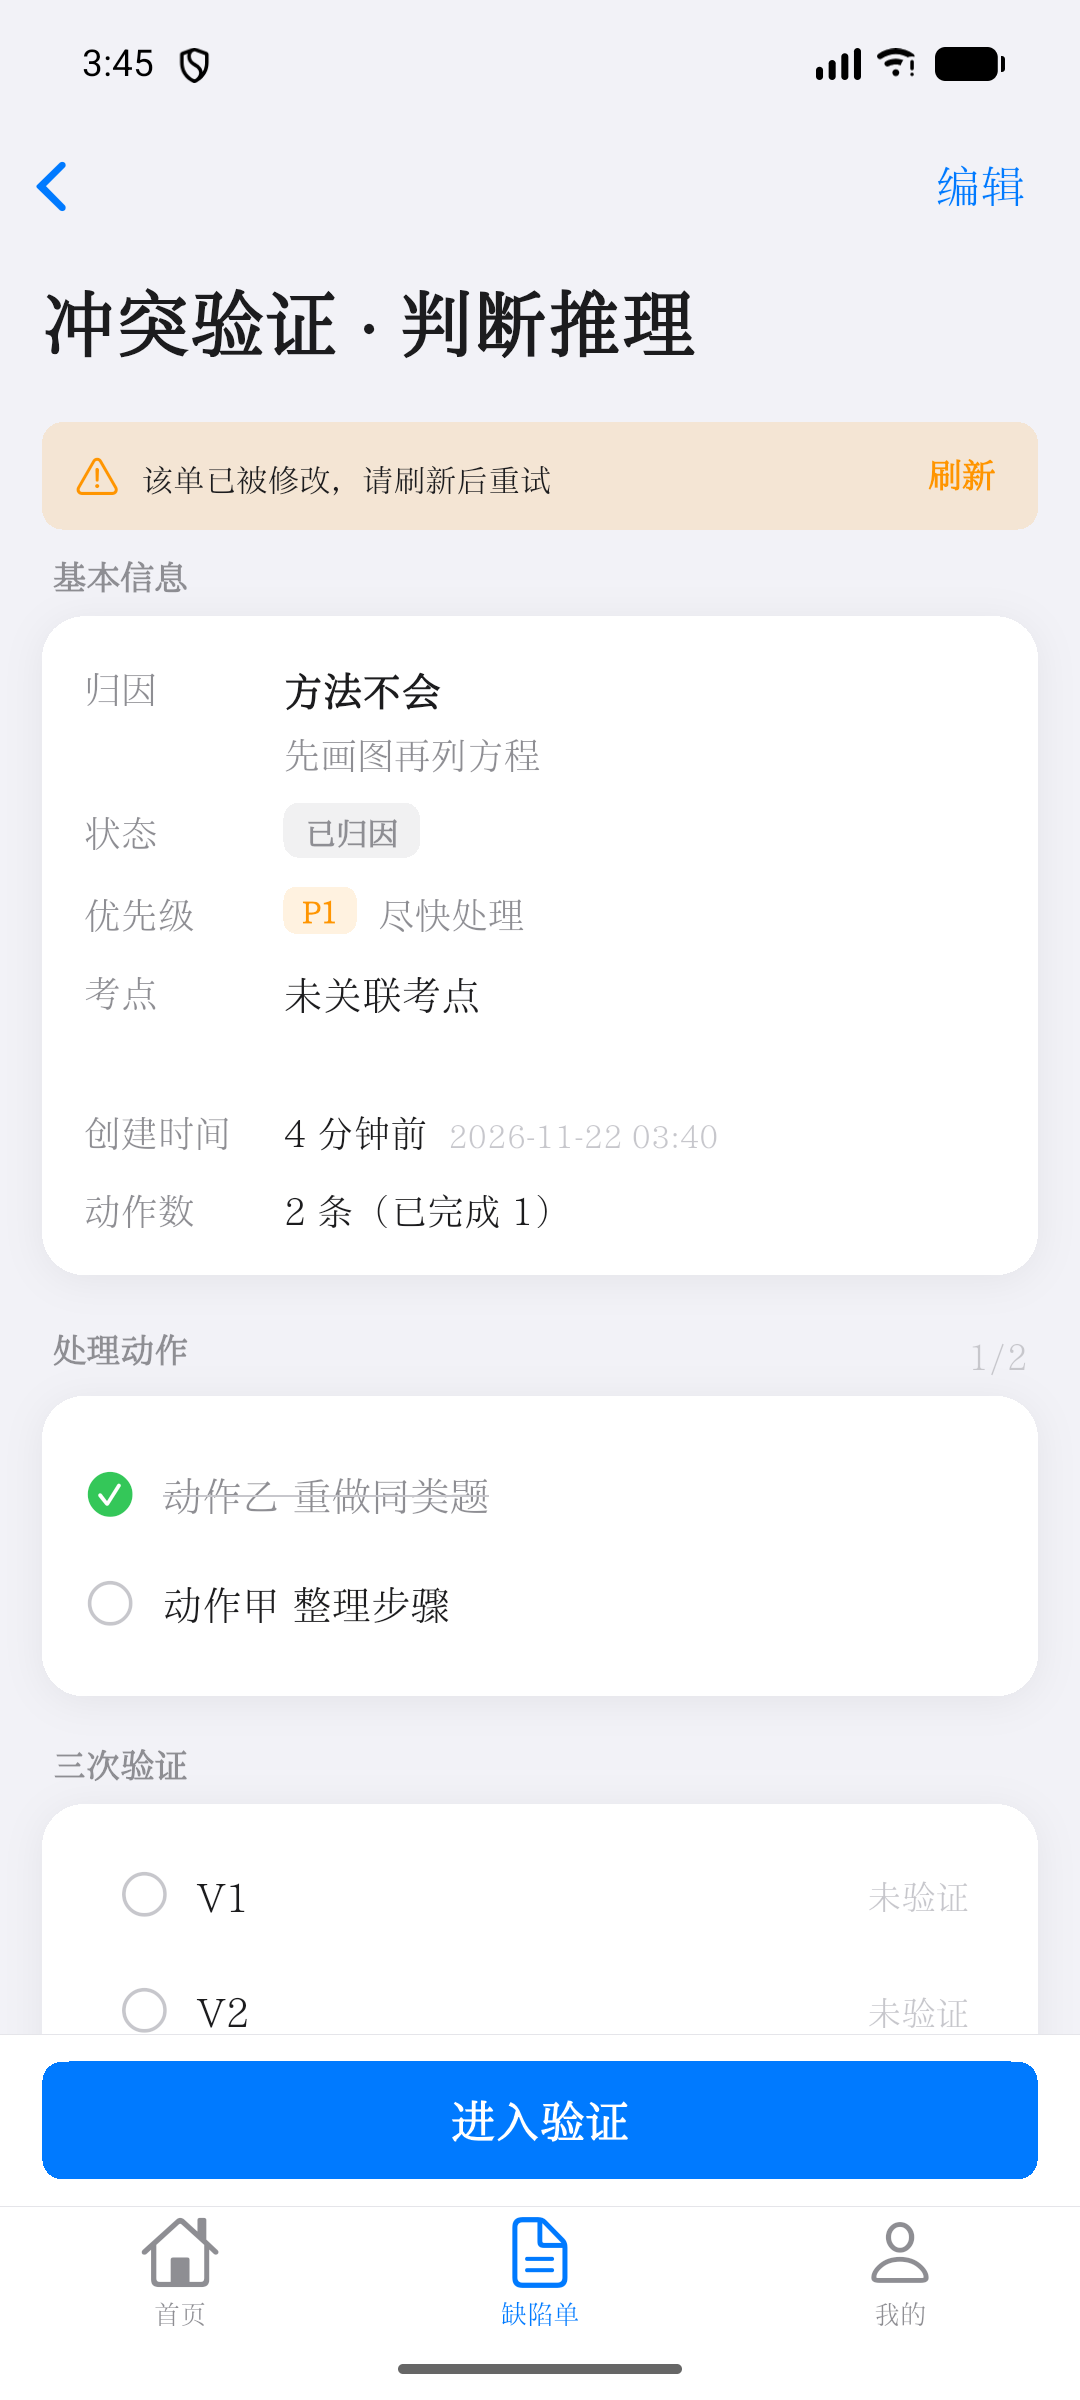 3:45
编辑
冲突验证 · 判断推理
该单已被修改，请刷新后重试
刷新
基本信息
归因 方法不会
先画图再列方程
状态 已归因
优先级 P1 尽快处理
考点 未关联考点
创建时间 4 分钟前 2026-11-22 03:40
动作数 2 条（已完成 1）
处理动作 1/2
动作乙 重做同类题
动作甲 整理步骤
三次验证
V1 未验证
V2 未验证
进入验证
首页 缺陷单 我的